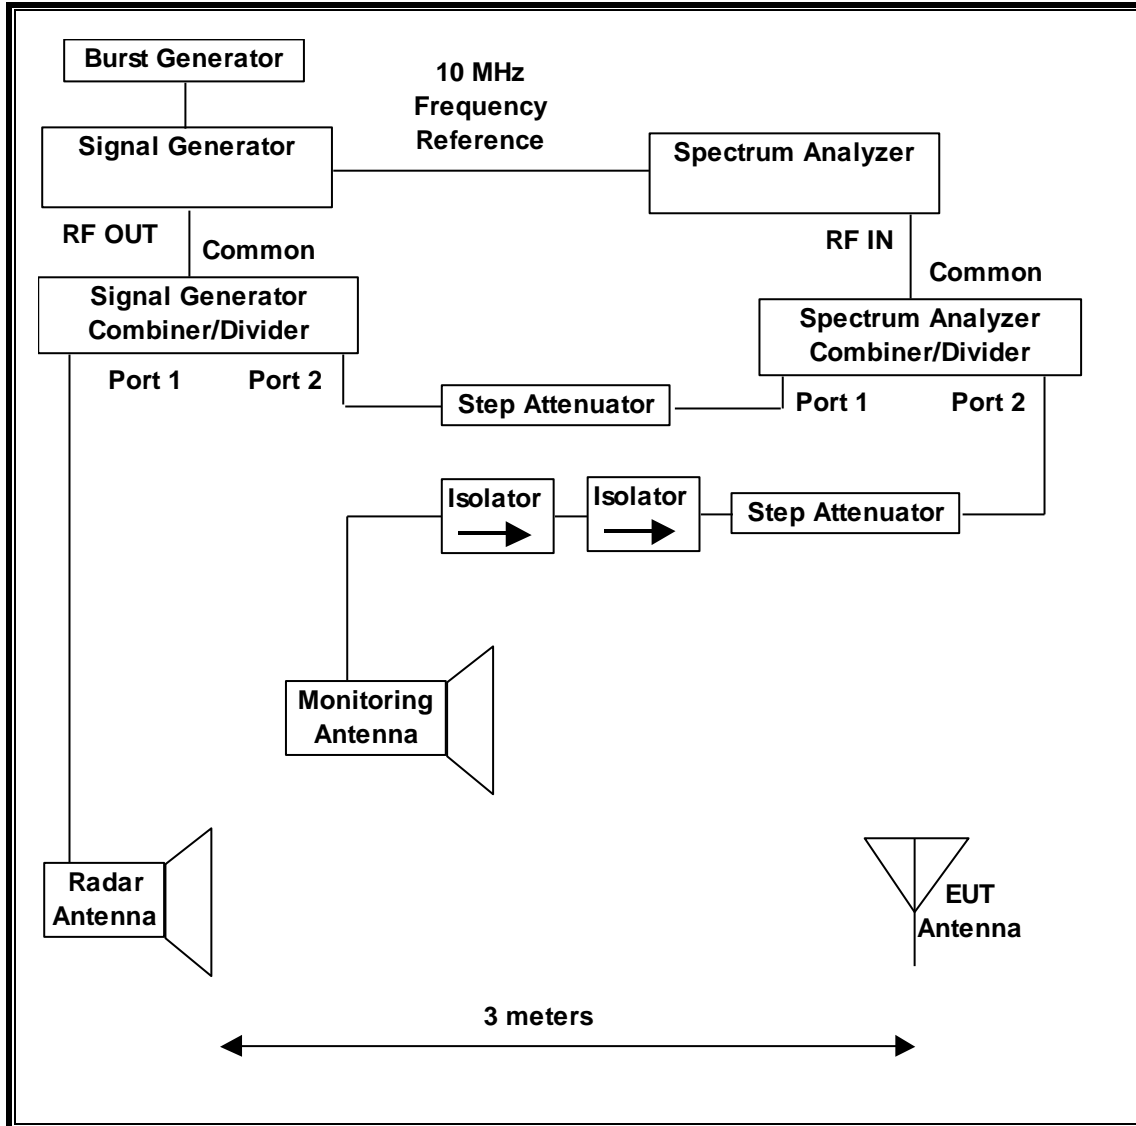 Burst Generator
10 MHz
Frequency
Reference
Signal Generator
Spectrum Analyzer
RF OUT
Common
RF IN
Common
Signal Generator
Combiner/Divider
Spectrum Analyzer
Combiner/Divider
Port 1
Port 2
Step Attenuator
Port 1
Port 2
Isolator
Isolator
Step Attenuator
Monitoring
Antenna
Radar
Antenna
EUT
Antenna
3 meters